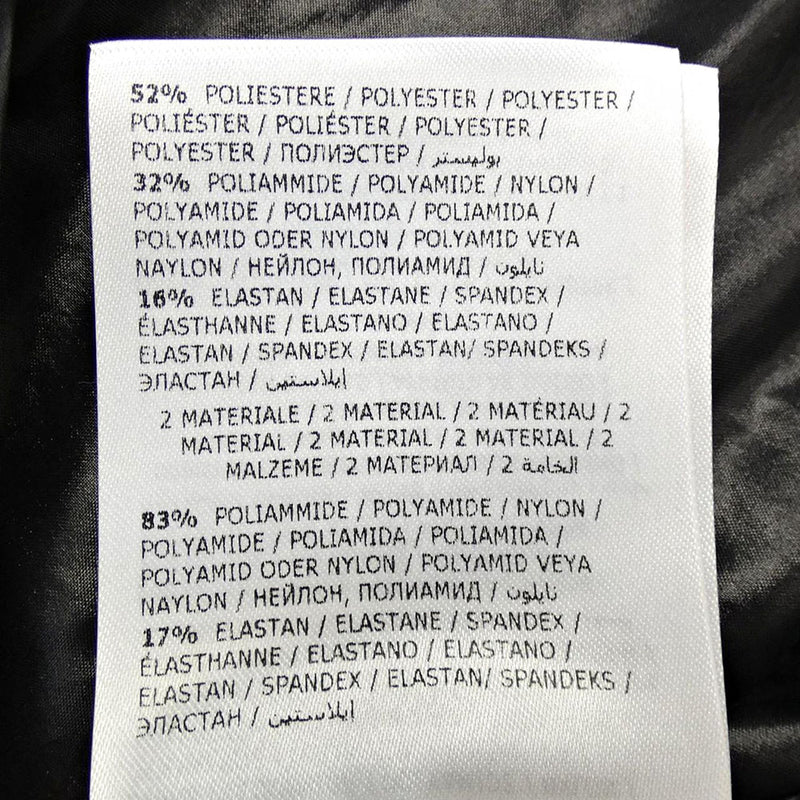 52% POLIESTERE / POLYESTER / POLYESTER /
POLIÉSTER / POLIÉSTER / POLYESTER /
POLYESTER / ПОЛИЭСТЕР / بوليستر
32% POLIAMMIDE / POLYAMIDE / NYLON /
POLYAMIDE / POLIAMIDA / POLIAMIDA /
POLYAMID ODER NYLON / POLYAMID VEYA
NAYLON / НЕЙЛОН, ПОЛИАМИД / نايلون
16% ELASTAN / ELASTANE / SPANDEX /
ÉLASTHANNE / ELASTANO / ELASTANO /
ELASTAN / SPANDEX / ELASTAN/ SPANDEKS /
ЭЛАСТАН / ايلاستين
2 MATERIALE / 2 MATERIAL / 2 MATÉRIAU / 2
MATERIAL / 2 MATERIAL / 2 MATERIAL / 2
MALZEME / 2 МАТЕРИАЛ / 2 الخامة
83% POLIAMMIDE / POLYAMIDE / NYLON /
POLYAMIDE / POLIAMIDA / POLIAMIDA /
POLYAMID ODER NYLON / POLYAMID VEYA
NAYLON / НЕЙЛОН, ПОЛИАМИД / نايلون
17% ELASTAN / ELASTANE / SPANDEX /
ÉLASTHANNE / ELASTANO / ELASTANO /
ELASTAN / SPANDEX / ELASTAN/ SPANDEKS /
ЭЛАСТАН / ايلاستين